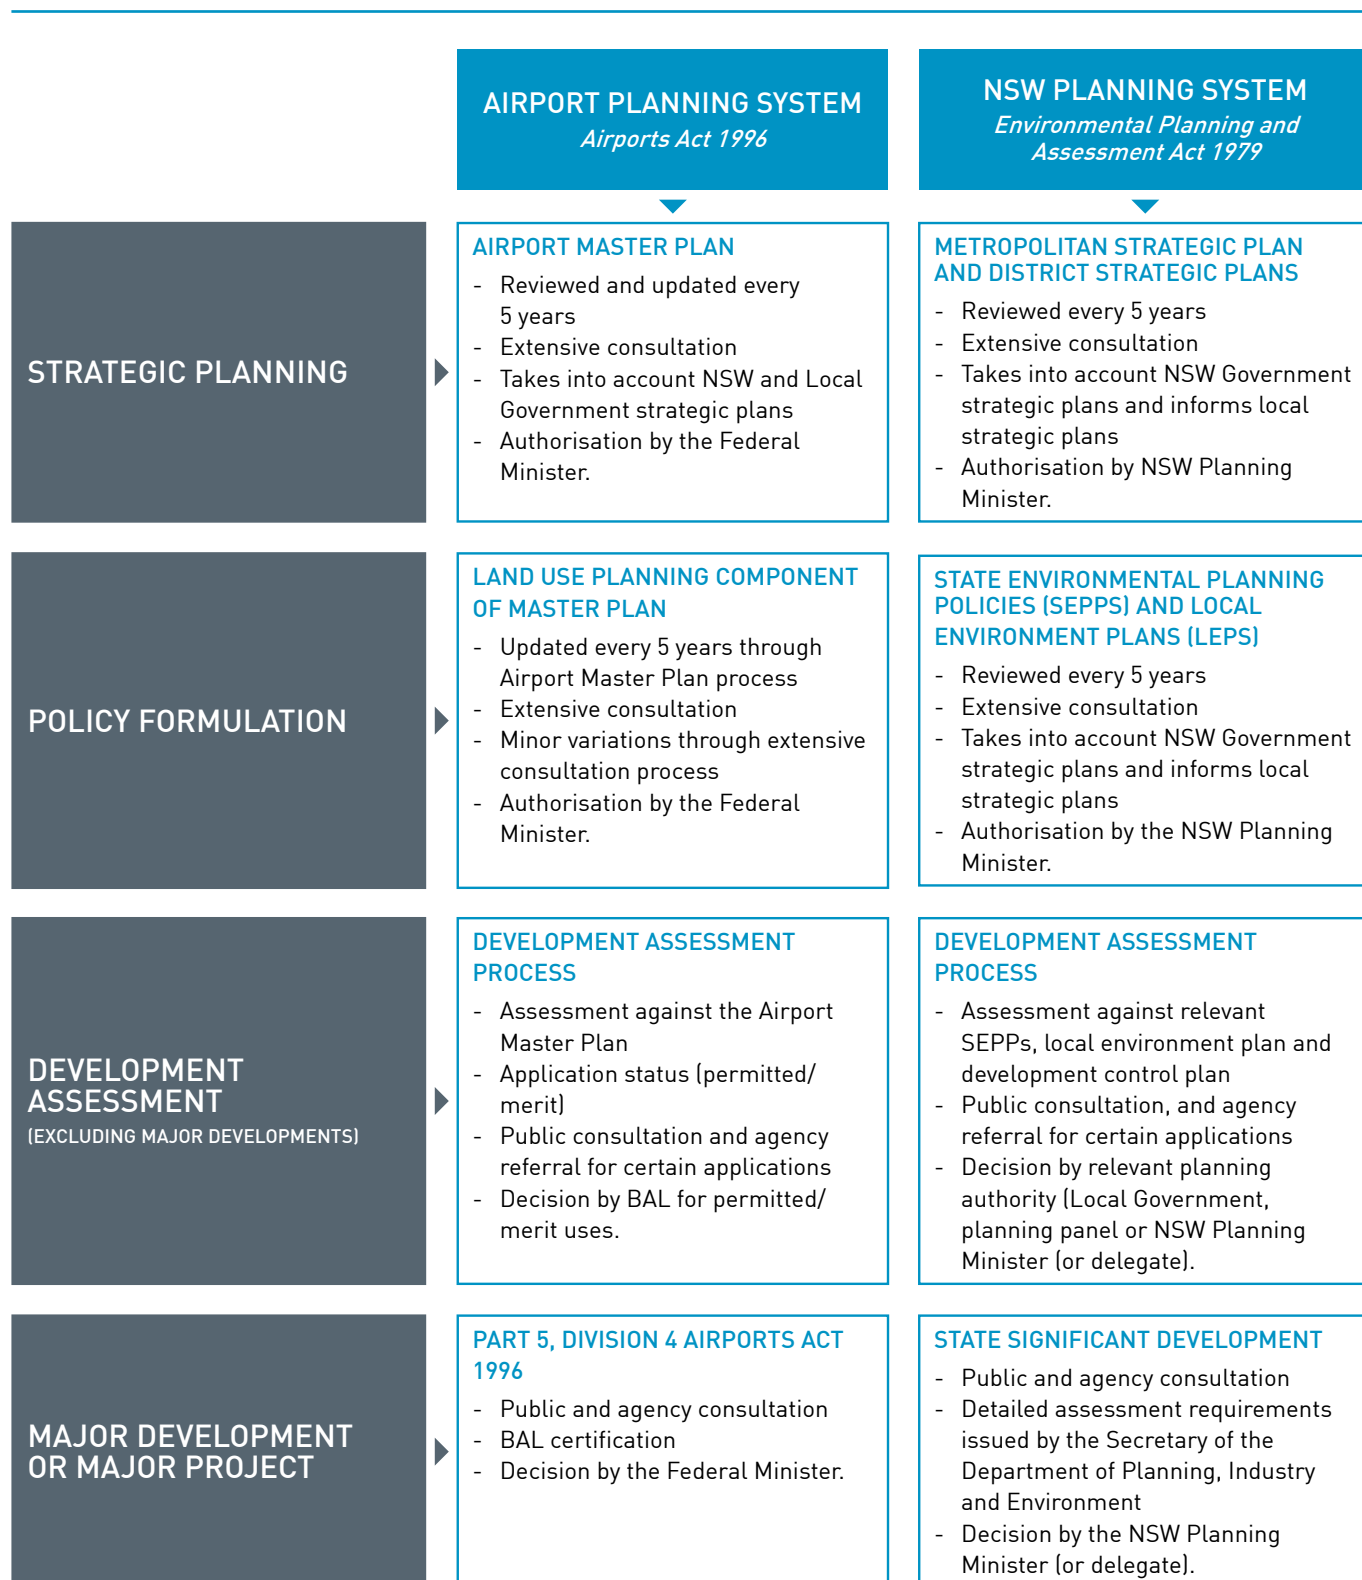 AIRPORT PLANNING SYSTEM
Airports Act 1996
NSW PLANNING SYSTEM
Environmental Planning and
Assessment Act 1979
STRATEGIC PLANNING
AIRPORT MASTER PLAN
- Reviewed and updated every
5 years
- Extensive consultation
- Takes into account NSW and Local
Government strategic plans
- Authorisation by the Federal
Minister.
METROPOLITAN STRATEGIC PLAN
AND DISTRICT STRATEGIC PLANS
- Reviewed every 5 years
- Extensive consultation
- Takes into account NSW Government
strategic plans and informs local
strategic plans
- Authorisation by NSW Planning
Minister.
POLICY FORMULATION
LAND USE PLANNING COMPONENT
OF MASTER PLAN
- Updated every 5 years through
Airport Master Plan process
- Extensive consultation
- Minor variations through extensive
consultation process
- Authorisation by the Federal
Minister.
STATE ENVIRONMENTAL PLANNING
POLICIES (SEPPS) AND LOCAL
ENVIRONMENT PLANS (LEPS)
- Reviewed every 5 years
- Extensive consultation
- Takes into account NSW Government
strategic plans and informs local
strategic plans
- Authorisation by the NSW Planning
Minister.
DEVELOPMENT
ASSESSMENT
(EXCLUDING MAJOR DEVELOPMENTS)
DEVELOPMENT ASSESSMENT
PROCESS
- Assessment against the Airport
Master Plan
- Application status (permitted/
merit)
- Public consultation and agency
referral for certain applications
- Decision by BAL for permitted/
merit uses.
DEVELOPMENT ASSESSMENT
PROCESS
- Assessment against relevant
SEPPs, local environment plan and
development control plan
- Public consultation, and agency
referral for certain applications
- Decision by relevant planning
authority (Local Government,
planning panel or NSW Planning
Minister (or delegate).
MAJOR DEVELOPMENT
OR MAJOR PROJECT
PART 5, DIVISION 4 AIRPORTS ACT
1996
- Public and agency consultation
- BAL certification
- Decision by the Federal Minister.
STATE SIGNIFICANT DEVELOPMENT
- Public and agency consultation
- Detailed assessment requirements
issued by the Secretary of the
Department of Planning, Industry
and Environment
- Decision by the NSW Planning
Minister (or delegate).